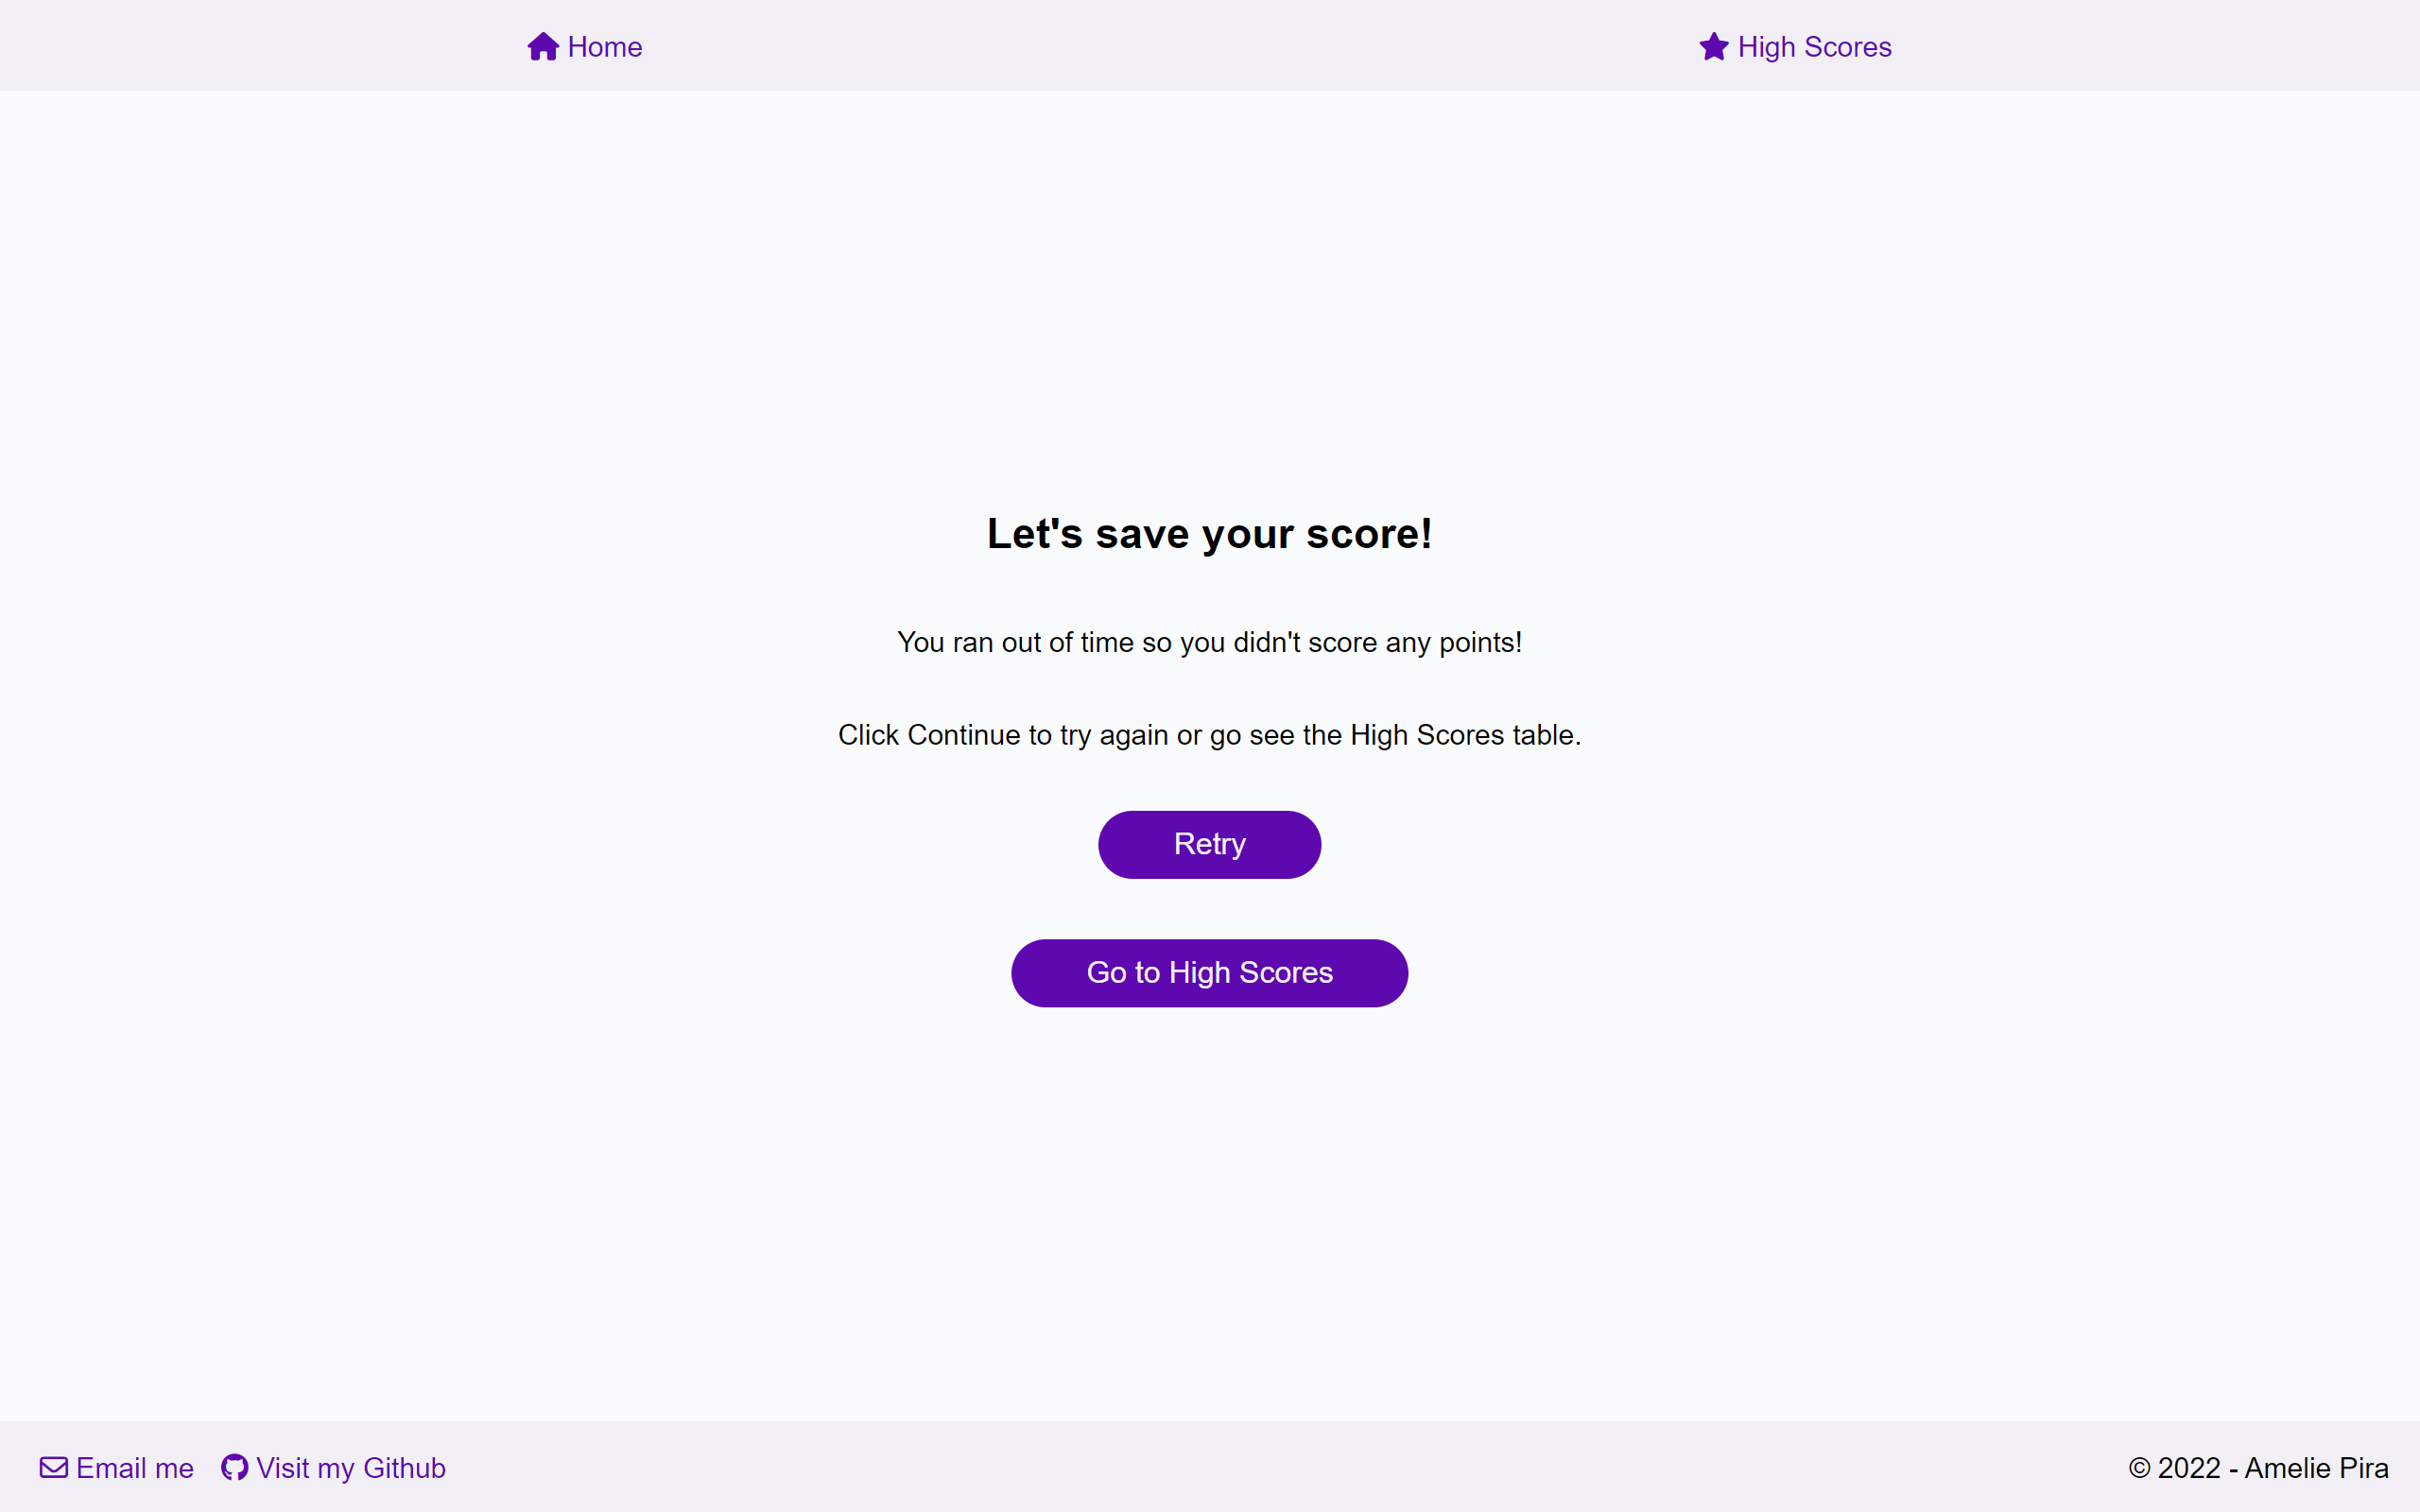 Home
High Scores
Let's save your score!
You ran out of time so you didn't score any points!
Click Continue to try again or go see the High Scores table.
Retry
Go to High Scores
Email me
Visit my Github
© 2022 - Amelie Pira